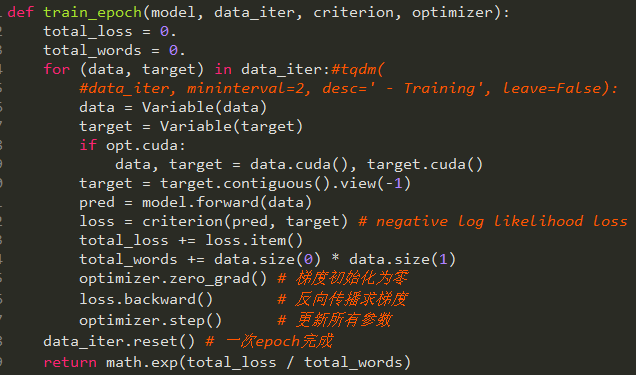 def train_epoch(model, data_iter, criterion, optimizer):
    total_loss = 0.
    total_words = 0.
    for (data, target) in data_iter:#tqdm(
        #data_iter, mininterval=2, desc=' - Training', leave=False):
        data = Variable(data)
        target = Variable(target)
        if opt.cuda:
            data, target = data.cuda(), target.cuda()
        target = target.contiguous().view(-1)
        pred = model.forward(data)
        loss = criterion(pred, target) # negative log likelihood loss
        total_loss += loss.item()
        total_words += data.size(0) * data.size(1)
        optimizer.zero_grad() # 梯度初始化为零
        loss.backward()       # 反向传播求梯度
        optimizer.step()      # 更新所有参数
    data_iter.reset() # 一次epoch完成
    return math.exp(total_loss / total_words)